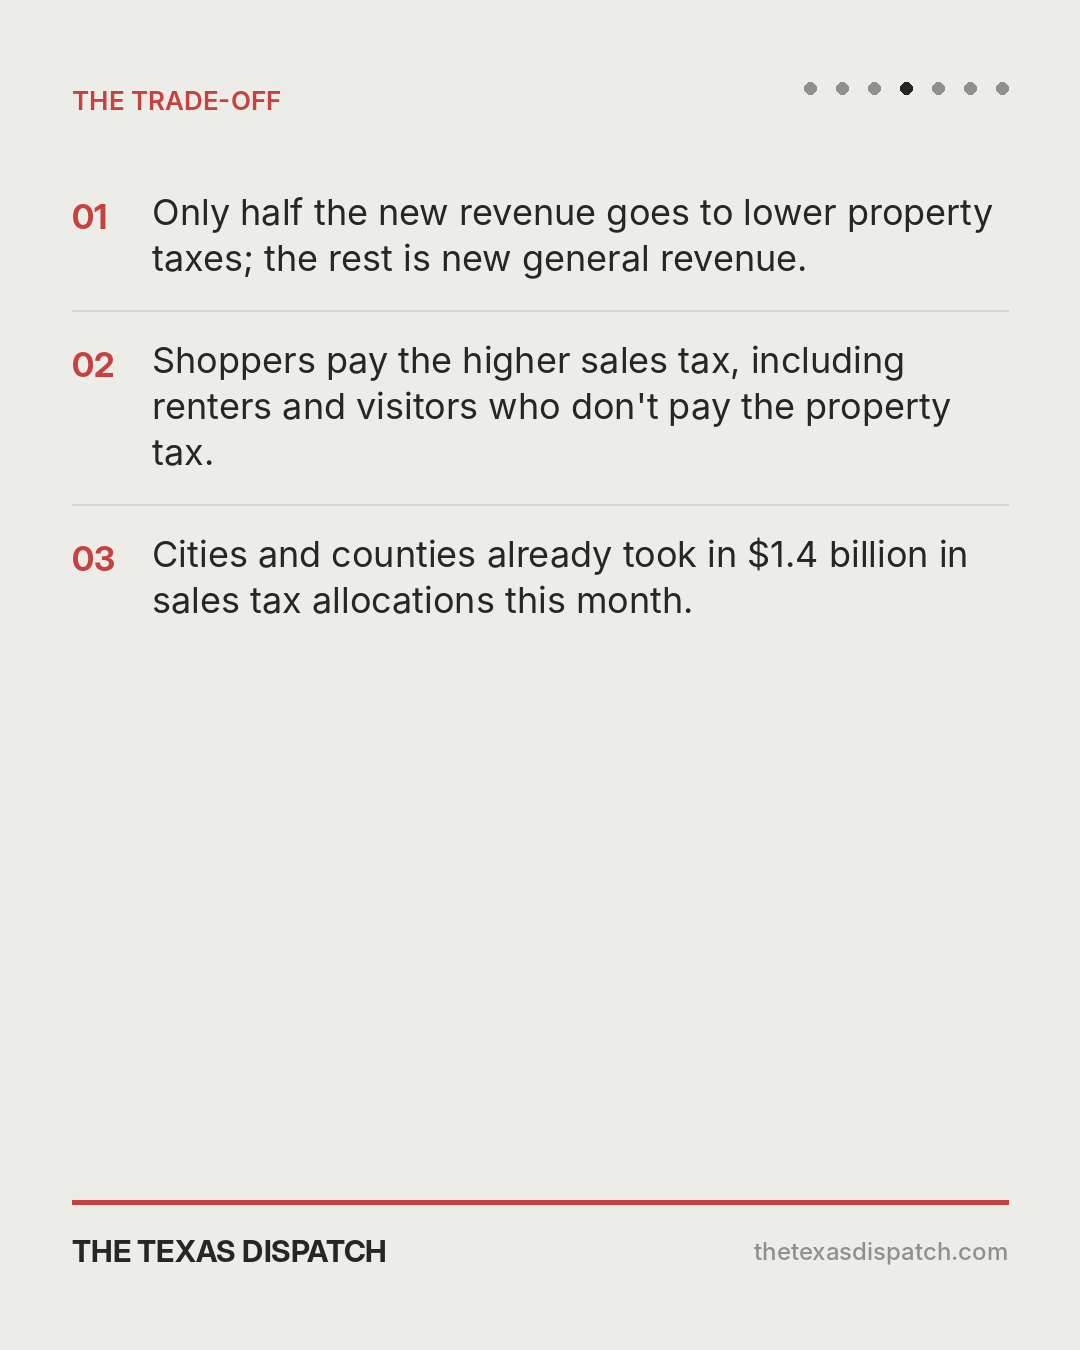 THE TRADE-OFF
01 Only half the new revenue goes to lower property
taxes; the rest is new general revenue.
02 Shoppers pay the higher sales tax, including
renters and visitors who don't pay the property
tax.
03 Cities and counties already took in $1.4 billion in
sales tax allocations this month.
THE TEXAS DISPATCH
thetexasdispatch.com